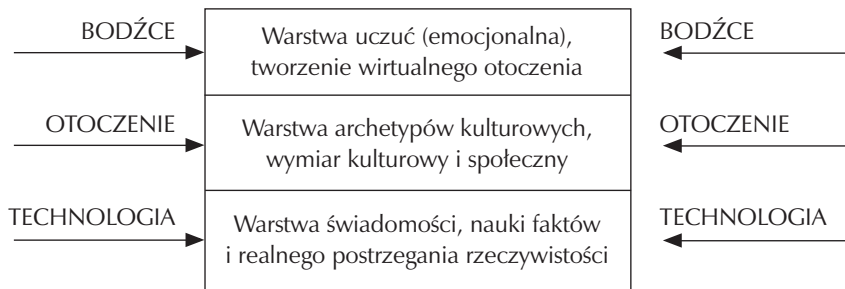 BODŹCE
Warstwa uczuć (emocjonalna),
tworzenie wirtualnego otoczenia
BODŹCE
OTOCZENIE
Warstwa archetypów kulturowych,
wymiar kulturowy i społeczny
OTOCZENIE
TECHNOLOGIA
Warstwa świadomości, nauki faktów
i realnego postrzegania rzeczywistości
TECHNOLOGIA